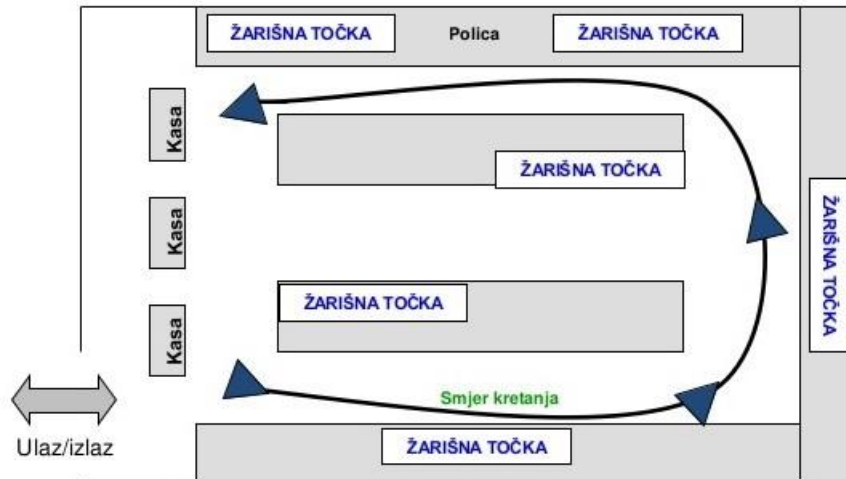 ŽARIŠNA TOČKA
Polica
ŽARIŠNA TOČKA
Kasa
ŽARIŠNA TOČKA
Kasa
ŽARIŠNA TOČKA
ŽARIŠNA TOČKA
Kasa
Smjer kretanja
Ulaz/izlaz
ŽARIŠNA TOČKA